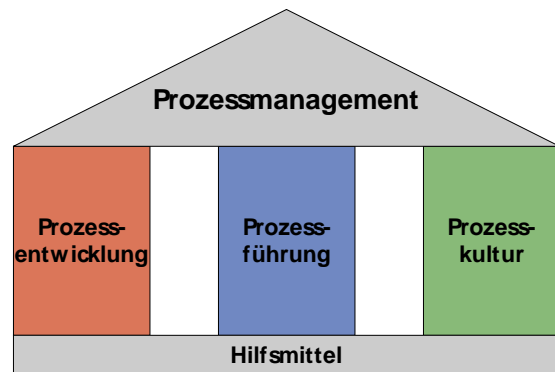 Prozessmanagement
Prozess-
entwicklung
Prozess-
führung
Prozess-
kultur
Hilfsmittel